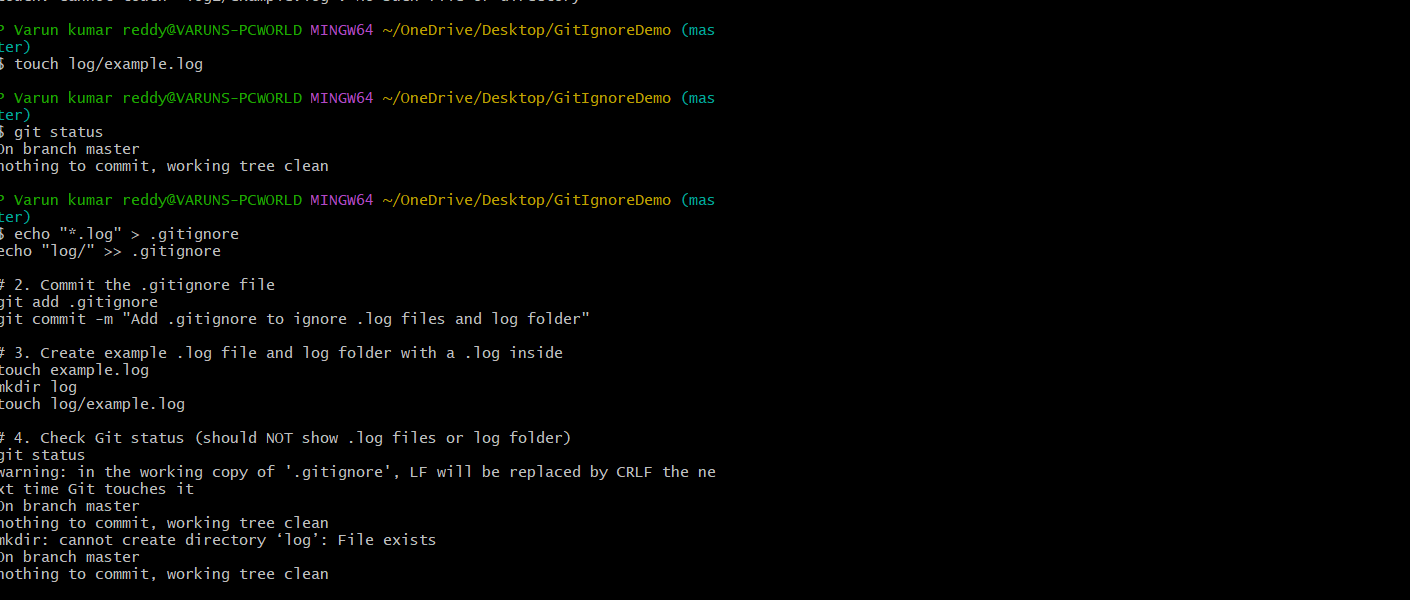 P Varun kumar reddy@VARUNS-PCWORLD MINGW64 ~/OneDrive/Desktop/GitIgnoreDemo (mas
ter)
$ touch log/example.log
P Varun kumar reddy@VARUNS-PCWORLD MINGW64 ~/OneDrive/Desktop/GitIgnoreDemo (mas
ter)
$ git status
On branch master
nothing to commit, working tree clean
P Varun kumar reddy@VARUNS-PCWORLD MINGW64 ~/OneDrive/Desktop/GitIgnoreDemo (mas
ter)
$ echo "*.log" > .gitignore
echo "log/" >> .gitignore
# 2. Commit the .gitignore file
git add .gitignore
git commit -m "Add .gitignore to ignore .log files and log folder"
# 3. Create example .log file and log folder with a .log inside
touch example.log
mkdir log
touch log/example.log
# 4. Check Git status (should NOT show .log files or log folder)
git status
warning: in the working copy of '.gitignore', LF will be replaced by CRLF the ne
xt time Git touches it
On branch master
nothing to commit, working tree clean
mkdir: cannot create directory ‘log’: File exists
On branch master
nothing to commit, working tree clean